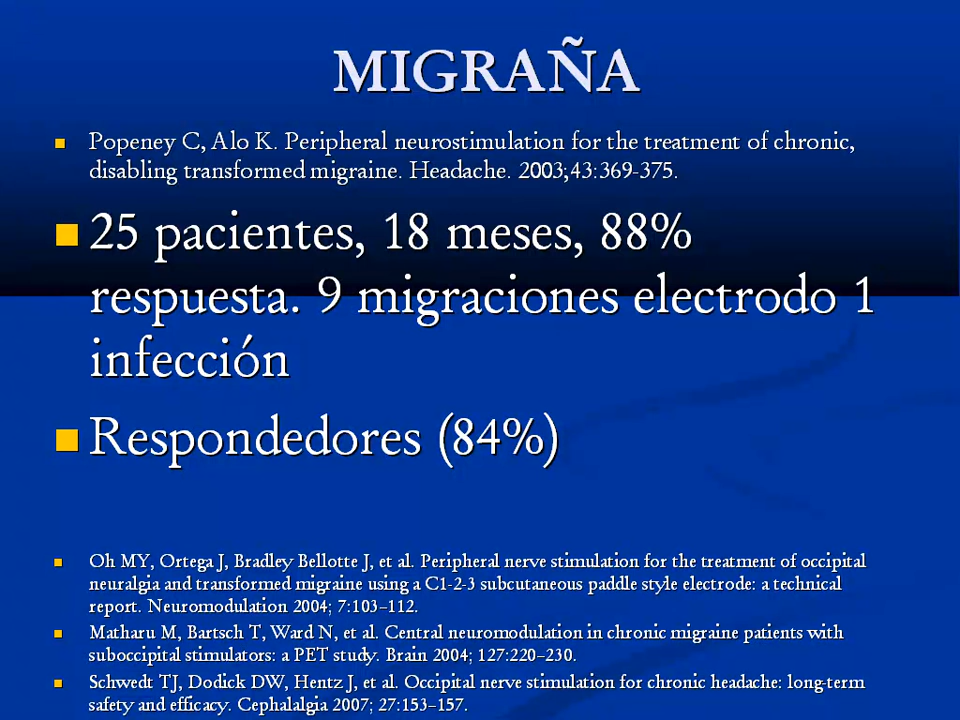 MIGRAÑA
Popeney C, Alo K. Peripheral neurostimulation for the treatment of chronic,
disabling transformed migraine. Headache. 2003;43:369-375.
25 pacientes, 18 meses, 88%
respuesta. 9 migraciones electrodo 1
infección
Respondedores (84%)
Oh MY, Ortega J, Bradley Bellotte J, et al. Peripheral nerve stimulation for the treatment of occipital
neuralgia and transformed migraine using a C1-2-3 subcutaneous paddle style electrode: a technical
report. Neuromodulation 2004; 7:103–112.
Matharu M, Bartsch T, Ward N, et al. Central neuromodulation in chronic migraine patients with
suboccipital stimulators: a PET study. Brain 2004; 127:220–230.
Schwedt TJ, Dodick DW, Hentz J, et al. Occipital nerve stimulation for chronic headache: long-term
safety and efficacy. Cephalalgia 2007; 27:153–157.